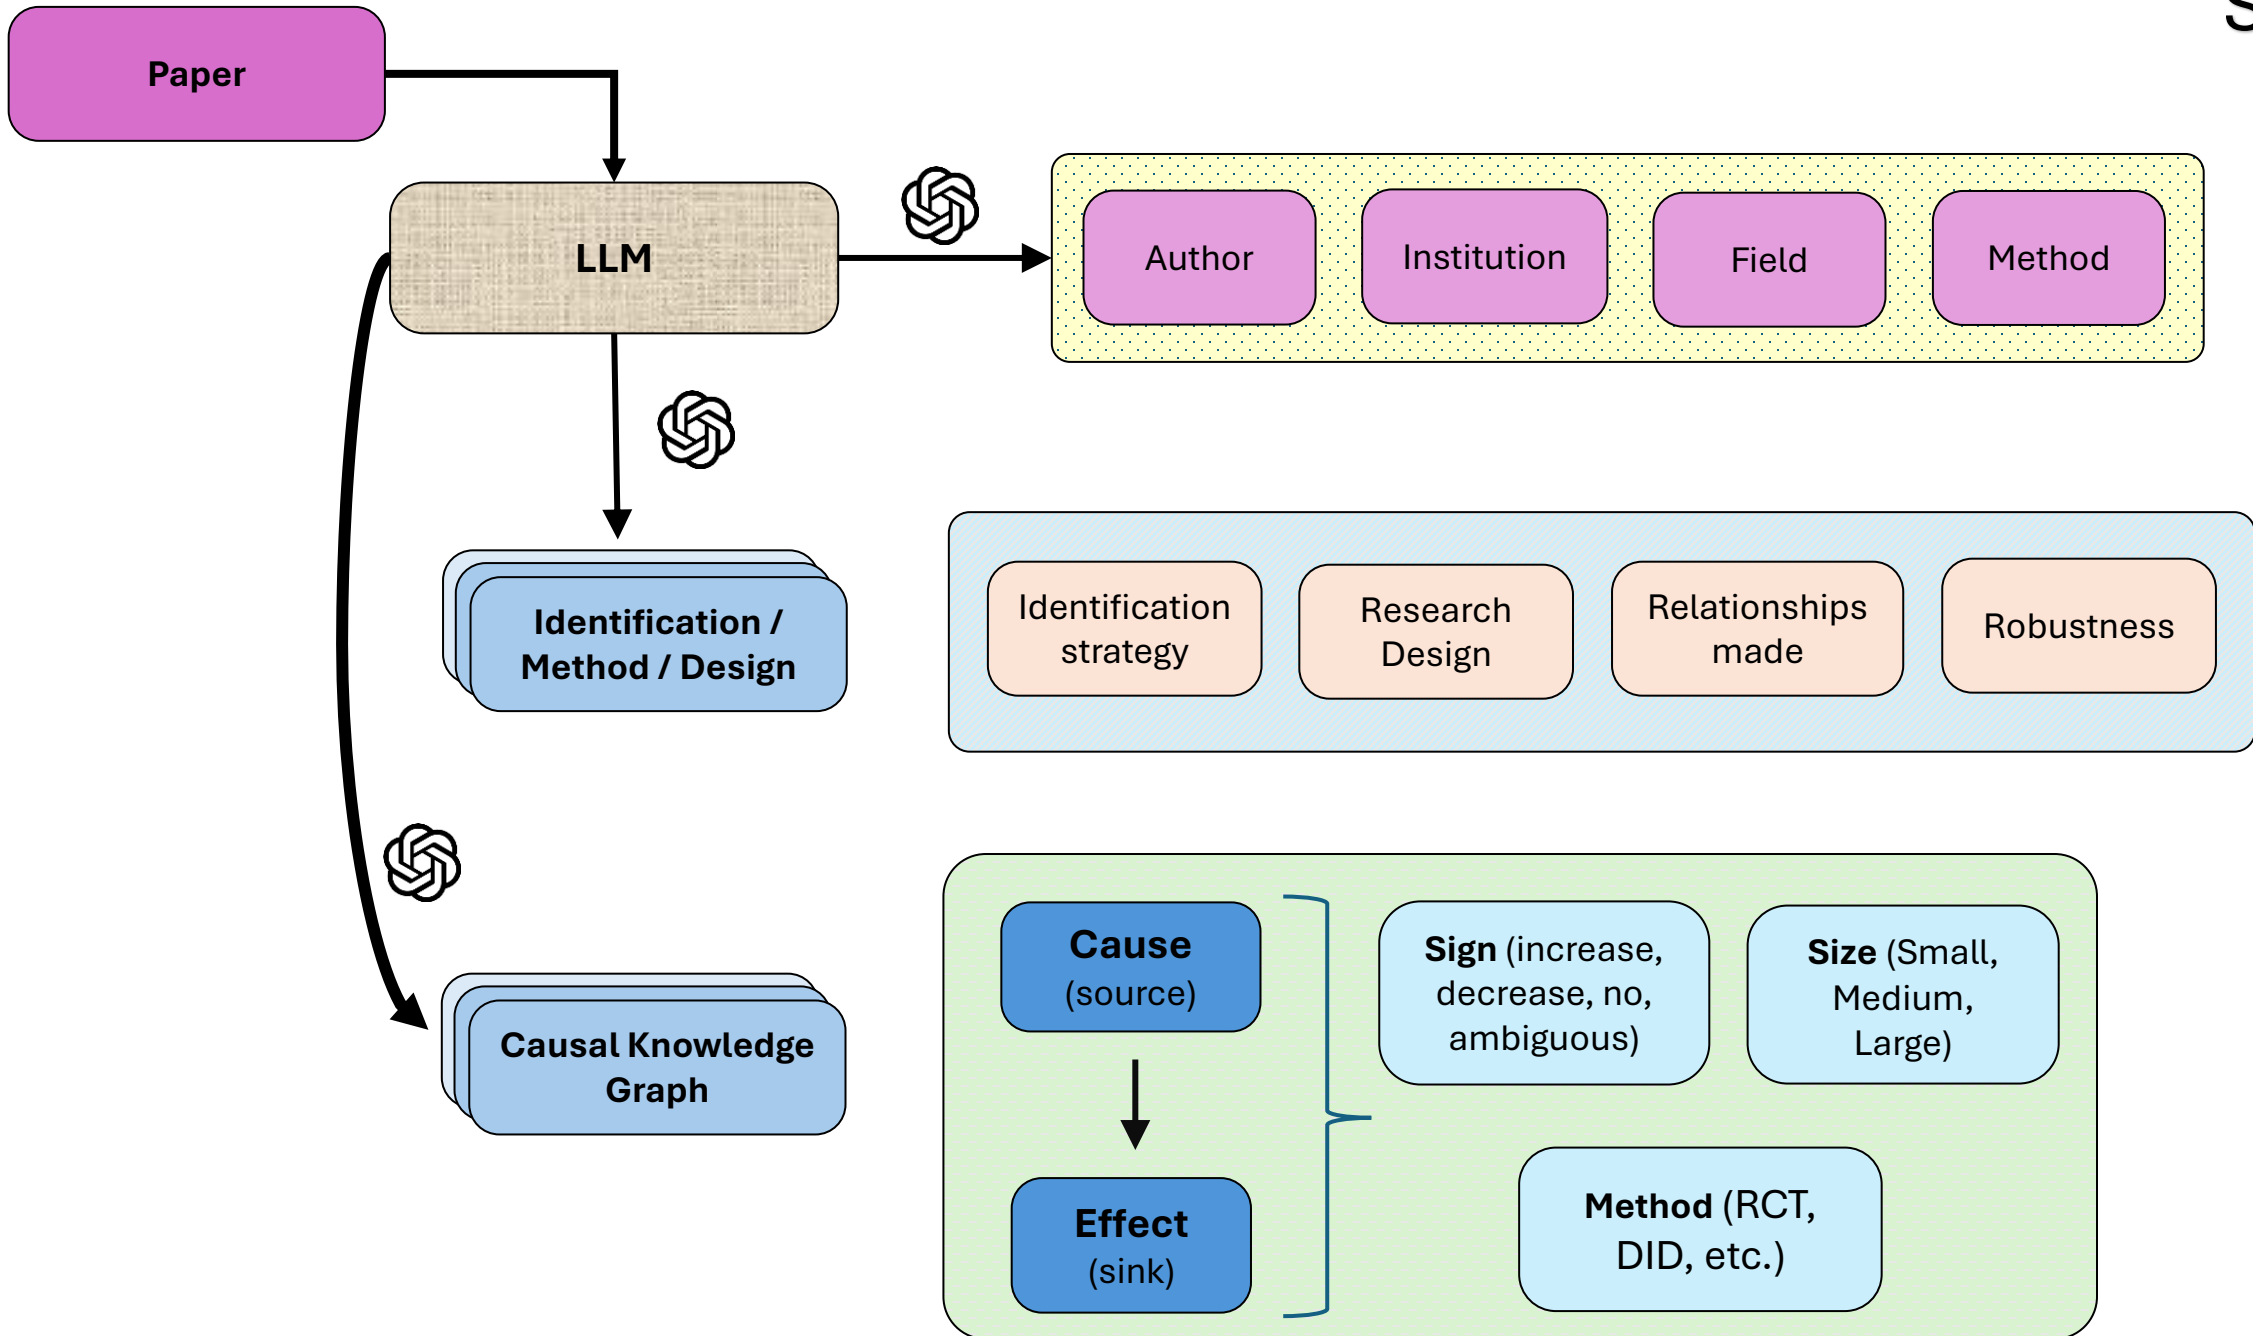 Paper
LLM
Author
Institution
Field
Method
Identification /
Method / Design
Identification
strategy
Research
Design
Relationships
made
Robustness
Causal Knowledge
Graph
Cause
(source)
Effect
(sink)
Sign (increase,
decrease, no,
ambiguous)
Size (Small,
Medium,
Large)
Method (RCT,
DID, etc.)